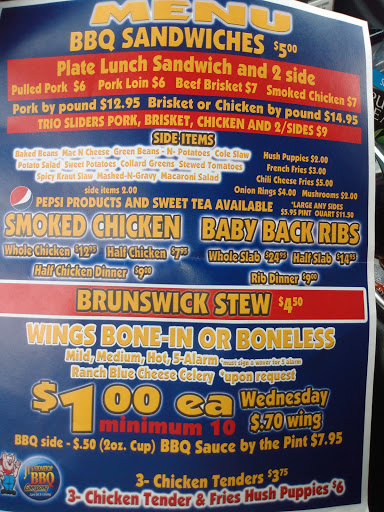 MENU
BBQ SANDWICHES $5.00
Plate Lunch Sandwich and 2 side
Pulled Pork $6 Pork Loin $6 Beef Brisket $7 Smoked Chicken $7
Pork by pound $12.95 Brisket or Chicken by pound $14.95
TRIO SLIDERS PORK, BRISKET, CHICKEN AND 2/SIDES $9
SIDE ITEMS
Baked Beans Mac N Cheese Green Beans - N- Potatoes Cole Slaw
Potato Salad Sweet Potatoes Collard Greens Stewed Tomatoes
Spicy Kraut Slaw Mashed-N-Gravy Macaroni Salad
side items 2.00
Hush Puppies $2.00
French Fries $3.00
Chili Cheese Fries $5.00
Onion Rings $4.00 Mushrooms $2.00
*LARGE ANY SIDES
$5.95 PINT QUART $11.50
PEPSI PRODUCTS AND SWEET TEA AVAILABLE
SMOKED CHICKEN
Whole Chicken $12.95 Half Chicken $7.95
Half Chicken Dinner $9.00
BABY BACK RIBS
Whole Slab $24.95 Half Slab $14.95
Rib Dinner $9.00
BRUNSWICK STEW $4.50
WINGS BONE-IN OR BONELESS
Mild, Medium, Hot, 5-Alarm *must sign a waver for 5 alarm
Ranch Blue Cheese Celery *upon request
$1.00 ea
minimum 10
Wednesday
$.70 wing
BBQ side - $.50 (2oz. Cup) BBQ Sauce by the Pint $7.95
BBQ
Company
3- Chicken Tenders $3.75
3- Chicken Tender & Fries Hush Puppies $6